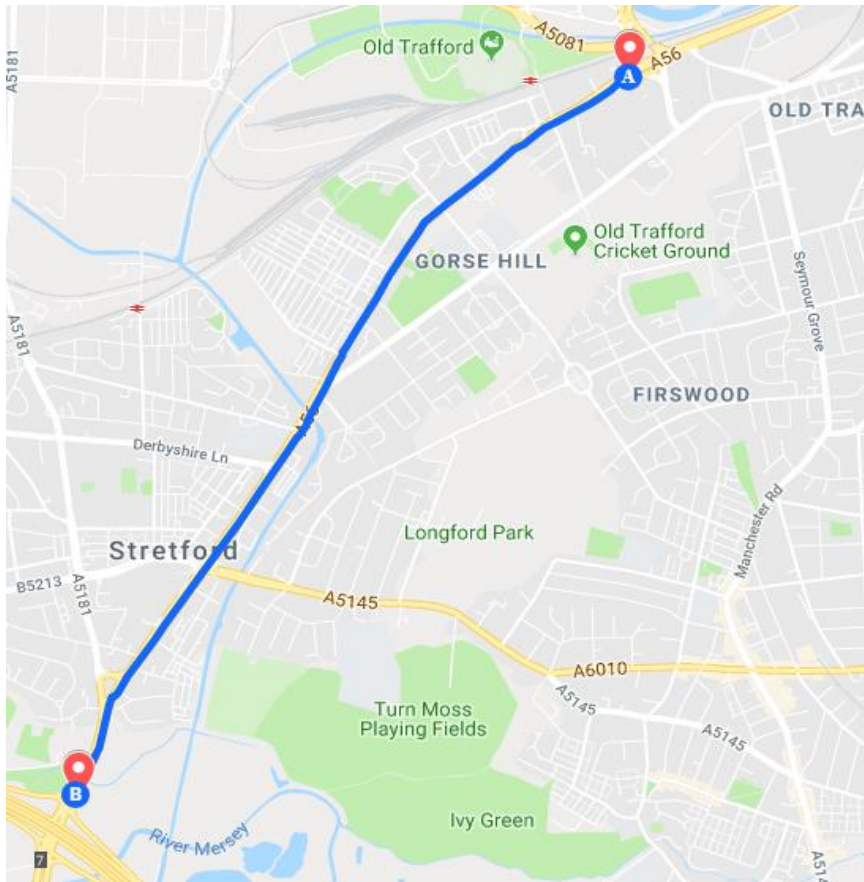 A5181
Old Trafford
A5081
A
A56
OLD TRA
Old Trafford
Cricket Ground
GORSE HILL
Seymour Grove
A5181
FIRSWOOD
A56
Derbyshire Ln
Manchester Rd
Longford Park
Stretford
B5213
A5181
A5145
A6010
A5145
Turn Moss
Playing Fields
A5145
B
Ivy Green
River Mersey
7
A514